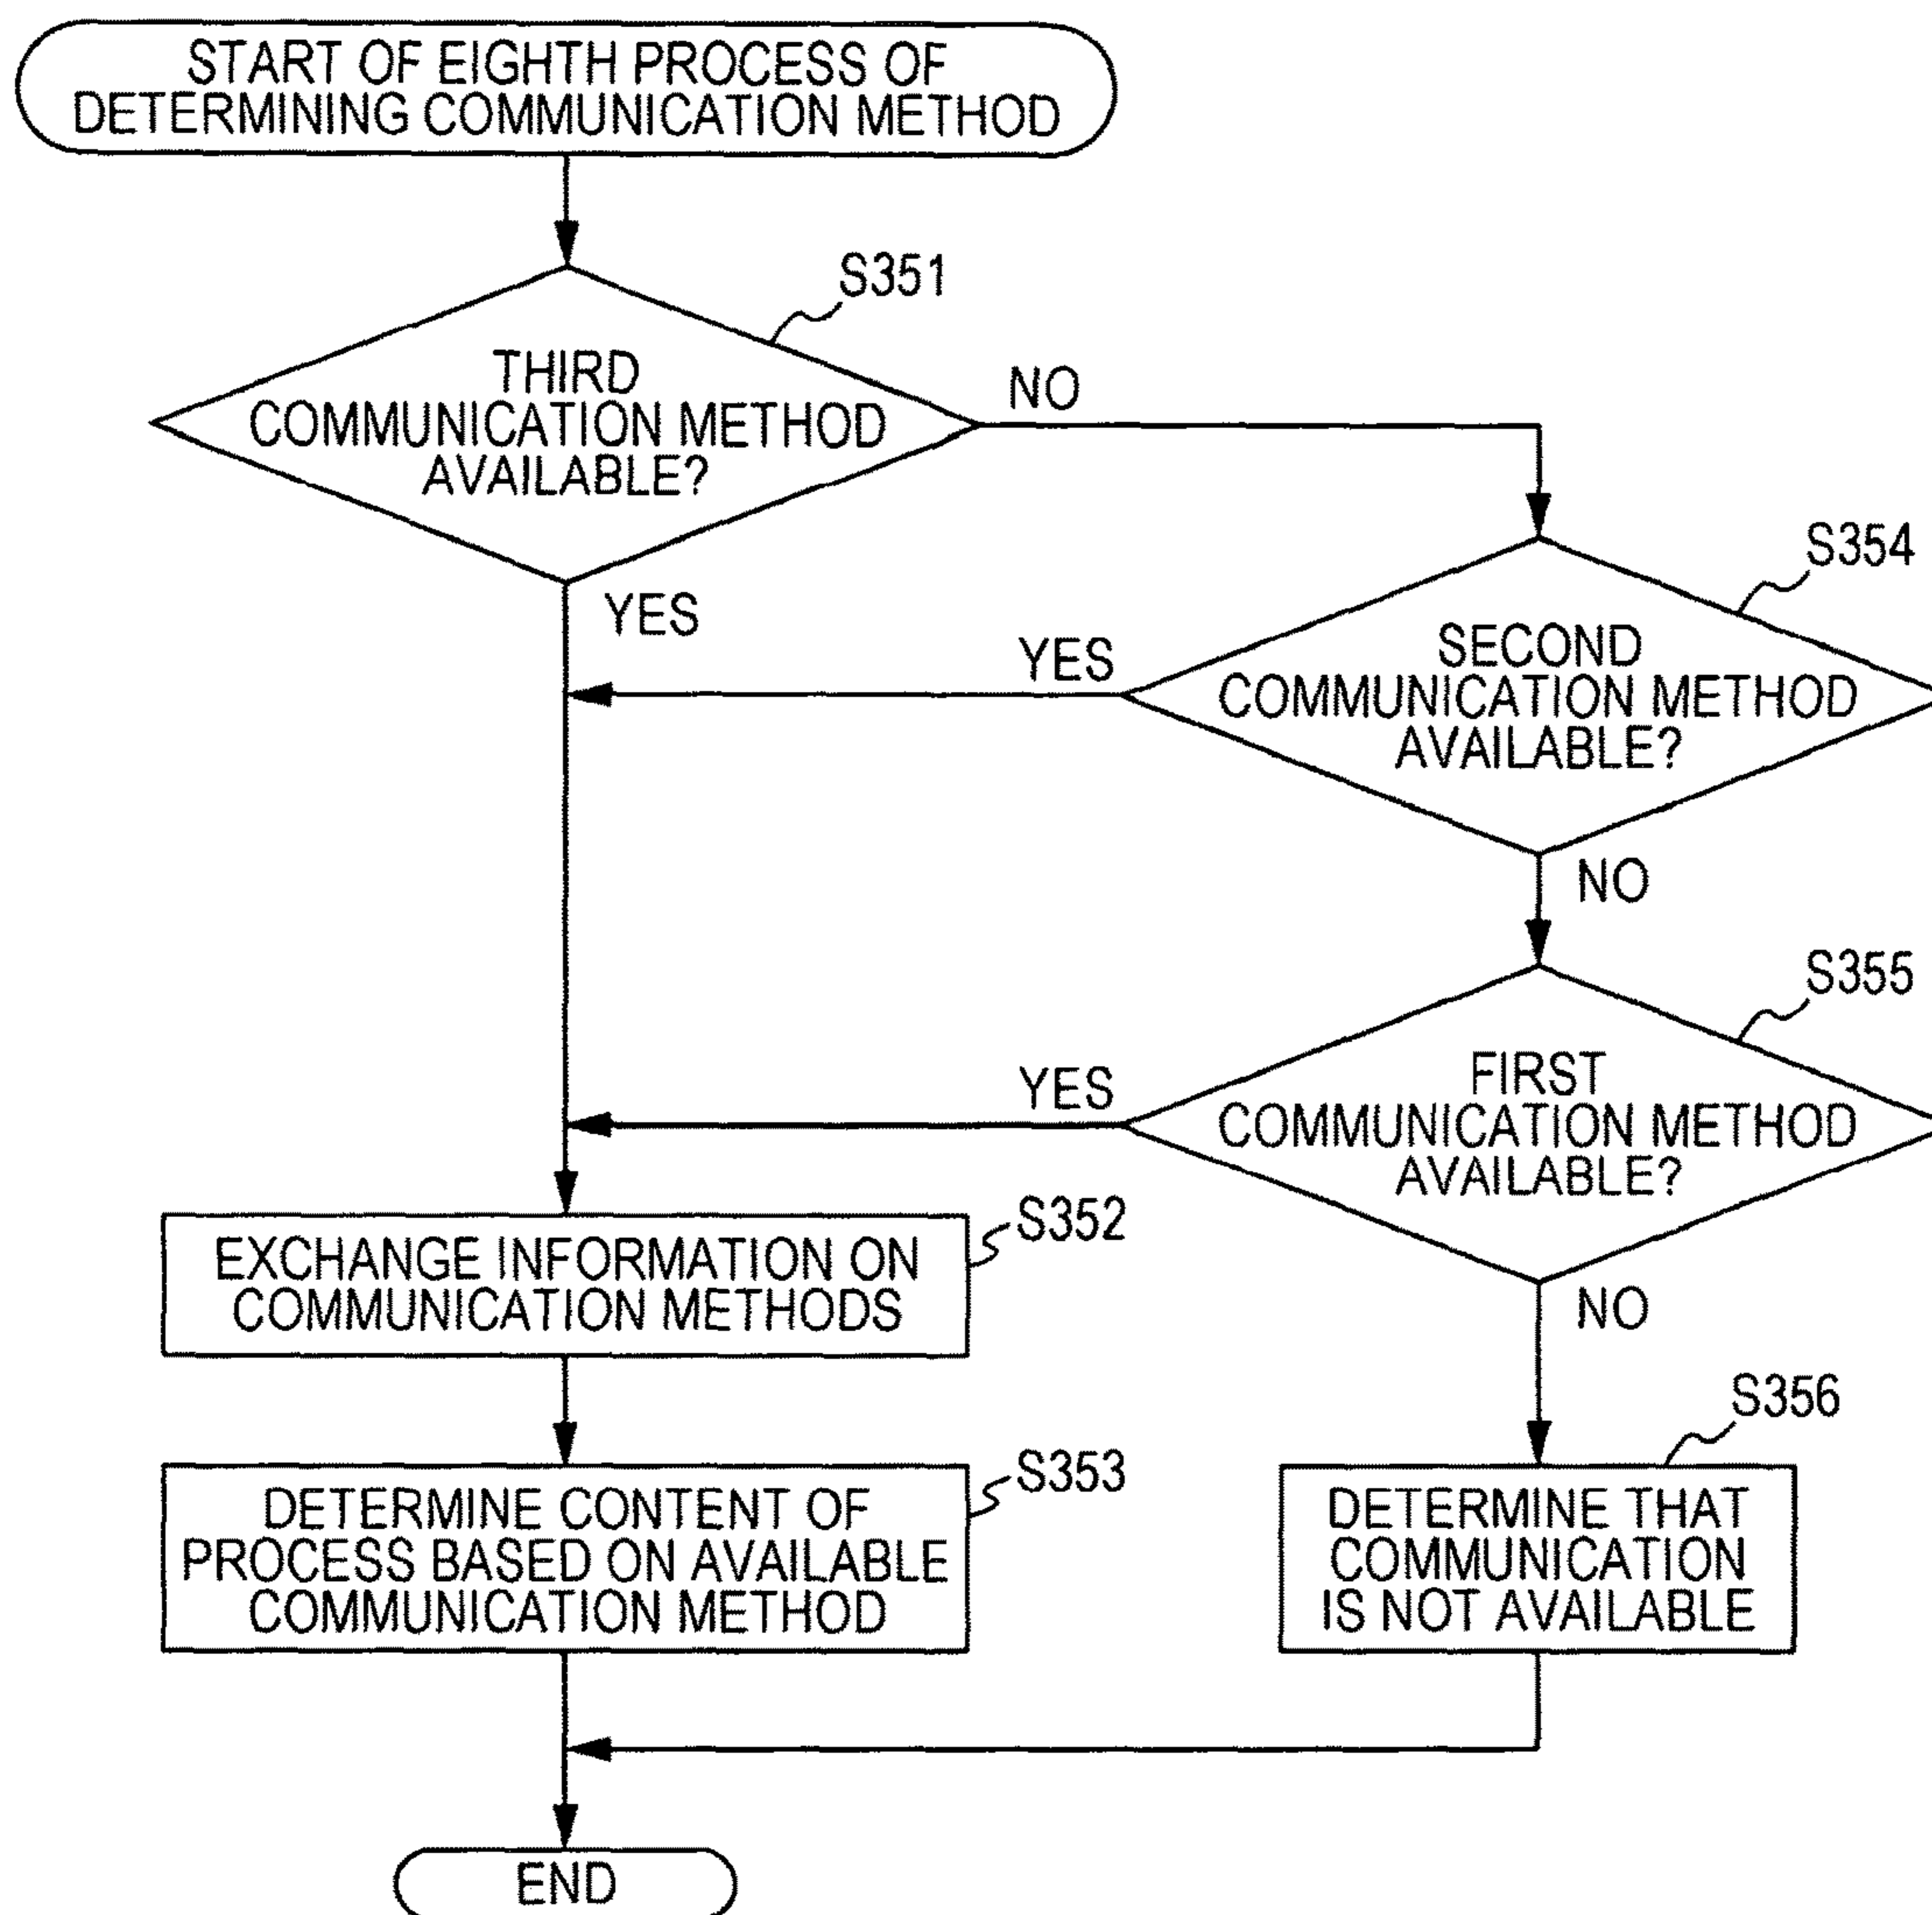 START OF EIGHTH PROCESS OF
DETERMINING COMMUNICATION METHOD
S351
THIRD
COMMUNICATION METHOD
AVAILABLE?
NO
YES
S354
SECOND
COMMUNICATION METHOD
AVAILABLE?
YES
NO
S355
FIRST
COMMUNICATION METHOD
AVAILABLE?
YES
NO
S352
EXCHANGE INFORMATION ON
COMMUNICATION METHODS
S353
DETERMINE CONTENT OF
PROCESS BASED ON AVAILABLE
COMMUNICATION METHOD
S356
DETERMINE THAT
COMMUNICATION
IS NOT AVAILABLE
END